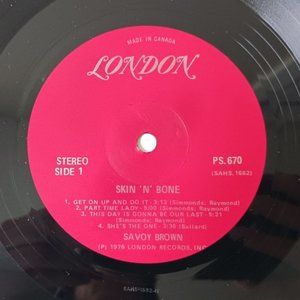 MADE IN CANADA
LONDON
STEREO
SIDE 1
PS.670
(SAHS.1662)
SKIN 'N' BONE
1. GET ON UP AND DO IT - 3:13 (Simmonds; Raymond)
2. PART TIME LADY - 5:00 (Simmonds; Raymond)
3. THIS DAY IS GONNA BE OUR LAST - 5:21
(Simmonds; Raymond)
4. SHE'S THE ONE - 3:36 (Ballard)
SAVOY BROWN
(P) 1976 LONDON RECORDS, INC.